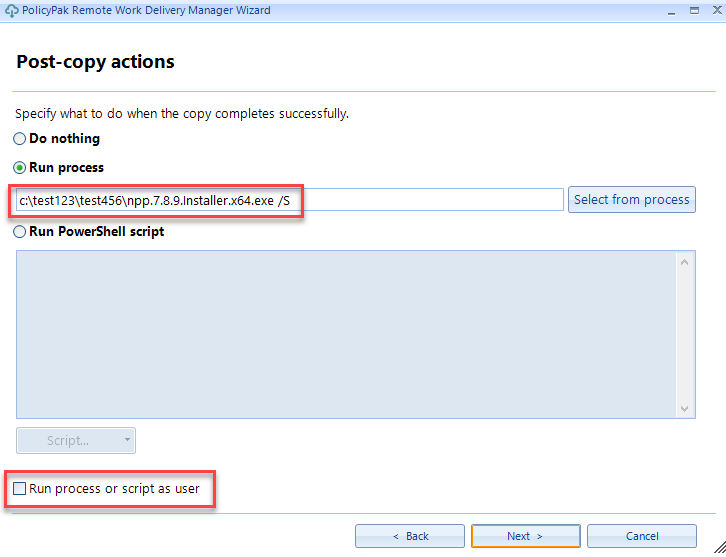 PolicyPak Remote Work Delivery Manager Wizard
Post-copy actions
Specify what to do when the copy completes successfully.
Do nothing
Run process
c:\test123\test456\npp.7.8.9.Installer.x64.exe /S
Select from process
Run PowerShell script
Script...
Run process or script as user
< Back
Next >
Cancel